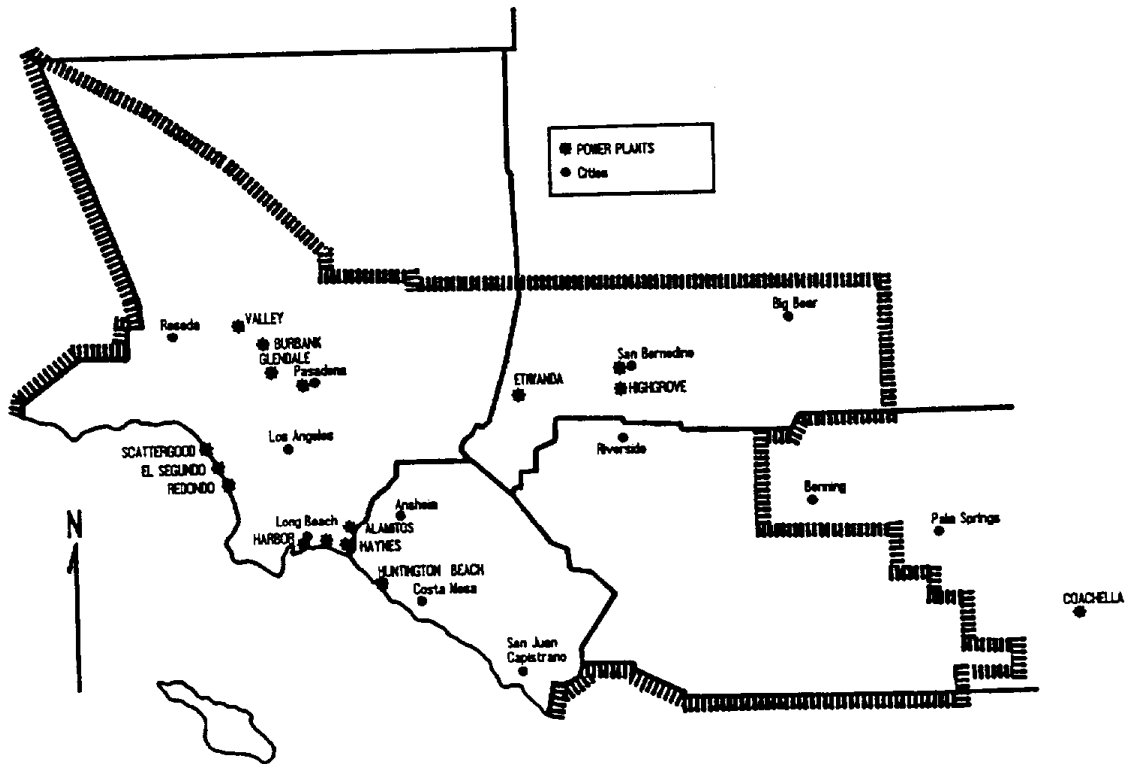 POWER PLANTS
Cities
Big Bear
Reseda
VALLEY
BURBANK
GLENDALE
Pasadena
San Bernedino
ETIWANDA
HIGHGROVE
Los Angeles
Riverside
SCATTERGOOD
EL SEGUNDO
REDONDO
Banning
Anaheim
N
Long Beach
ALAMITOS
Palm Springs
HARBOR
HAYNES
HUNTINGTON BEACH
Costa Mesa
COACHELLA
San Juan
Capistrano